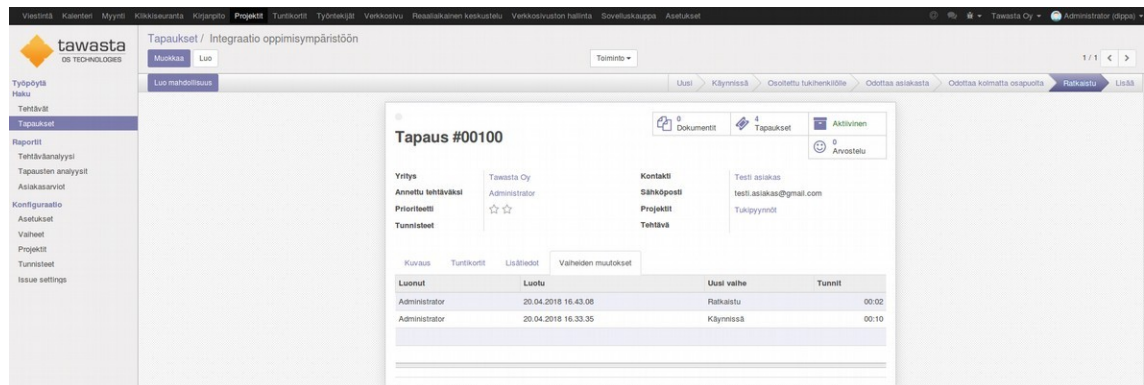 Viestintä Kalenteri Myynti Klikkiseuranta Kirjanpito Projektit Tuntikortit Työntekijät Verkkosivu Reaaliaikainen keskustelu Verkkosivuston hallinta Sovelluskauppa Asetukset Tawasta Oy Administrator (dippa)
tawasta
OS TECHNOLOGIES
Tapaukset / Integraatio oppimisympäristöön
Muokkaa Luo Toiminto 1 / 1
Luo mahdollisuus Uusi Käynnissä Osoitettu tukihenkilölle Odottaa asiakasta Odottaa kolmatta osapuolta Ratkaistu Lisää
Työpöytä
Haku
Tehtävät
Tapaukset
Raportit
Tehtäväanalyysi
Tapausten analyysit
Asiakasarviot
Konfiguraatio
Asetukset
Vaiheet
Projektit
Tunnisteet
Issue settings
0 Dokumentit 4 Tapaukset Aktiivinen
0 Arvostelu
Tapaus #00100
Yritys Tawasta Oy Kontakti Testi asiakas
Annettu tehtäväksi Administrator Sähköposti testi.asiakas@gmail.com
Prioriteetti Projektit Tukipyynnöt
Tunnisteet Tehtävä
Kuvaus Tuntikortit Lisätiedot Vaiheiden muutokset
Luonut Luotu Uusi vaihe Tunnit
Administrator 20.04.2018 16.43.08 Ratkaistu 00:02
Administrator 20.04.2018 16.33.35 Käynnissä 00:10